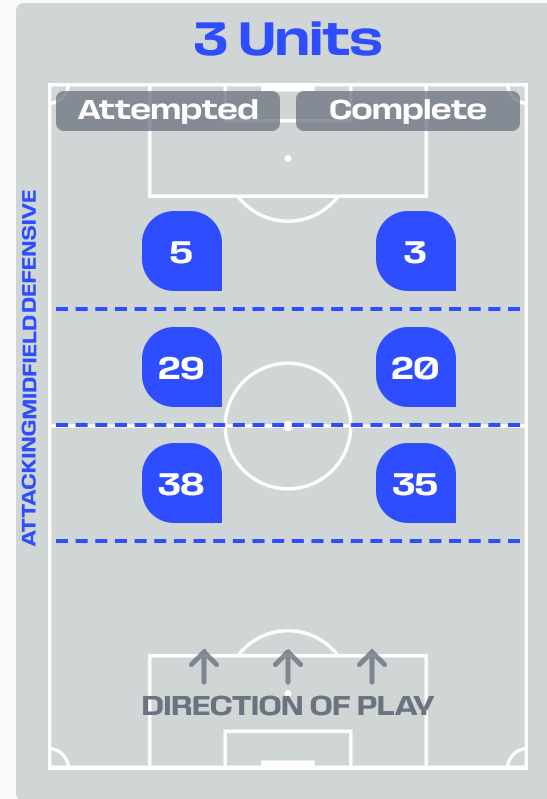 3 Units
Attempted Complete
5 3
29 20
38 35
DIRECTION OF PLAY
ATTACKING MIDFIELD DEFENSIVE